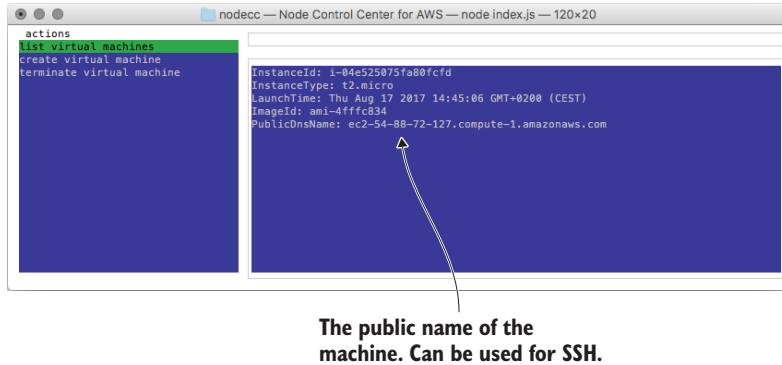 nodecc — Node Control Center for AWS — node index.js — 120×20
actions
list virtual machines
create virtual machine
terminate virtual machine
InstanceId: i-04e525075fa80fcfd
InstanceType: t2.micro
LaunchTime: Thu Aug 17 2017 14:45:06 GMT+0200 (CEST)
ImageId: ami-4fffc834
PublicDnsName: ec2-54-88-72-127.compute-1.amazonaws.com
The public name of the
machine. Can be used for SSH.